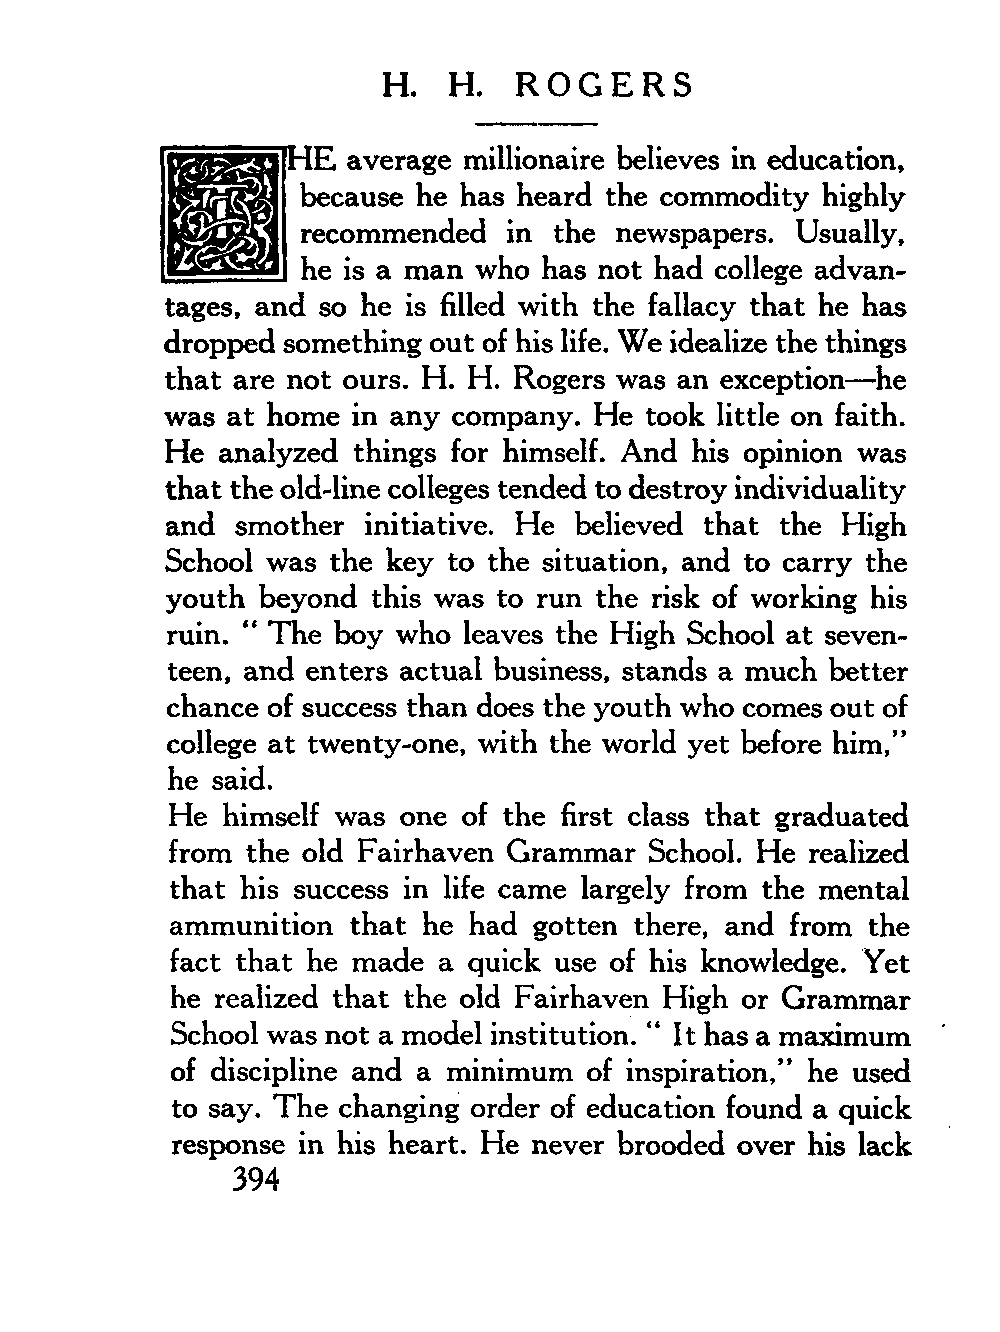 H. H. ROGERS
THE average millionaire believes in education,
because he has heard the commodity highly
recommended in the newspapers. Usually,
he is a man who has not had college advan-
tages, and so he is filled with the fallacy that he has
dropped something out of his life. We idealize the things
that are not ours. H. H. Rogers was an exception—he
was at home in any company. He took little on faith.
He analyzed things for himself. And his opinion was
that the old-line colleges tended to destroy individuality
and smother initiative. He believed that the High
School was the key to the situation, and to carry the
youth beyond this was to run the risk of working his
ruin. “ The boy who leaves the High School at seven-
teen, and enters actual business, stands a much better
chance of success than does the youth who comes out of
college at twenty-one, with the world yet before him,”
he said.
He himself was one of the first class that graduated
from the old Fairhaven Grammar School. He realized
that his success in life came largely from the mental
ammunition that he had gotten there, and from the
fact that he made a quick use of his knowledge. Yet
he realized that the old Fairhaven High or Grammar
School was not a model institution. “ It has a maximum
of discipline and a minimum of inspiration,” he used
to say. The changing order of education found a quick
response in his heart. He never brooded over his lack
394